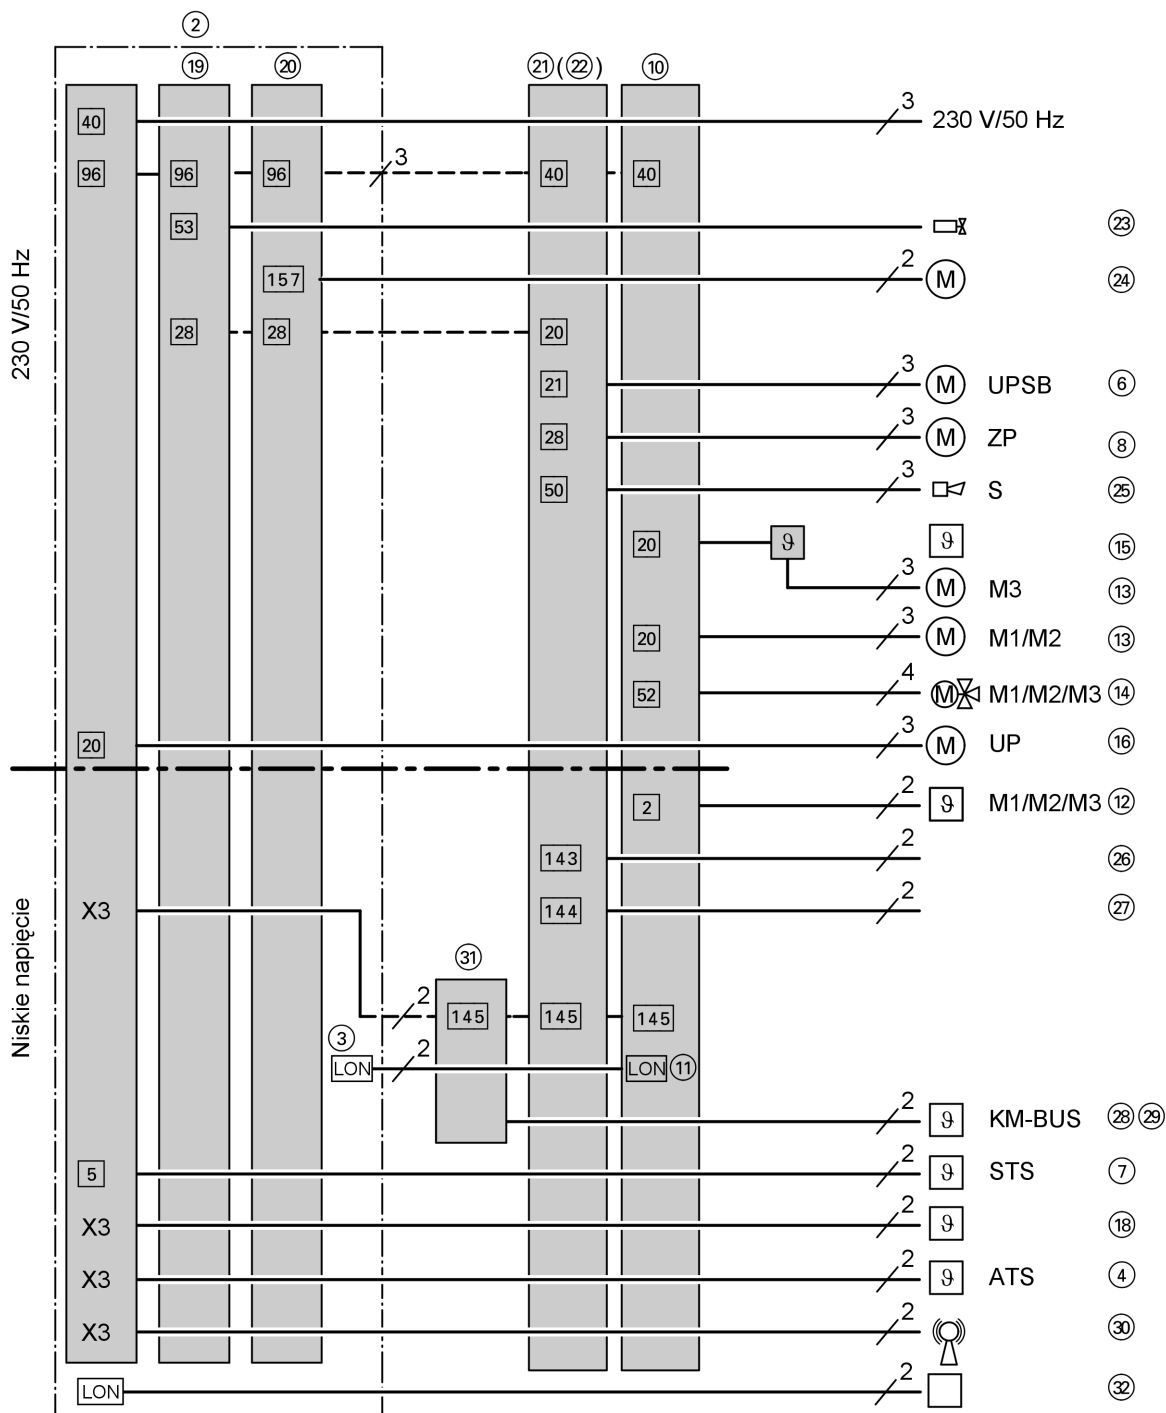 ②
⑲ ⑳ ㉑(㉒) ⑩
40 3 230 V/50 Hz
96 96 96 3 40 40
53 ㉓
157 2 M ㉔
28 28 20
230 V/50 Hz
21 3 M UPSB ⑥
28 3 M ZP ⑧
50 3 S ㉕
20 ϑ ϑ ⑮
3 M M3 ⑬
20 3 M M1/M2 ⑬
52 4 M M1/M2/M3 ⑭
20 3 M UP ⑯
2 2 ϑ M1/M2/M3 ⑫
143 2 ㉖
X3 144 2 ㉗
Niskie napięcie
㉛
2 145 145 145
③ LON 2 LON ⑪
2 ϑ KM-BUS ㉘㉙
5 2 ϑ STS ⑦
X3 2 ϑ ⑱
X3 2 ϑ ATS ④
X3 2 ㉚
LON 2 ㉜